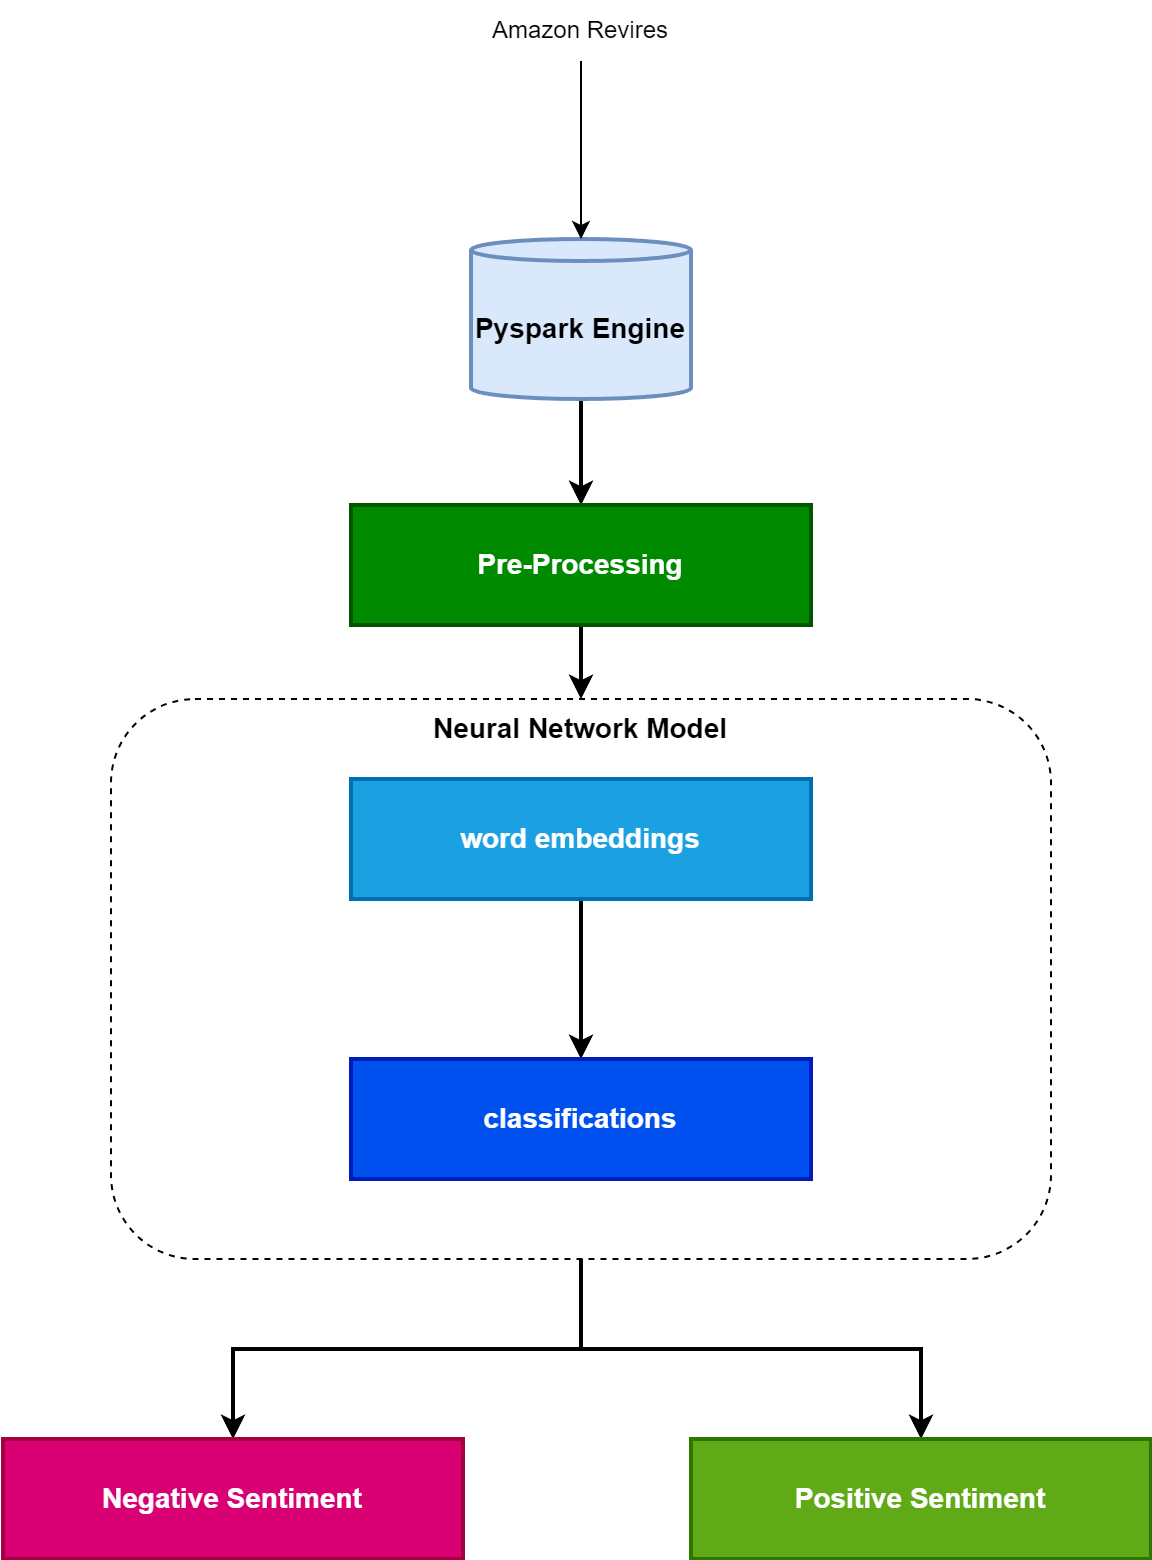 Amazon Revires
Pyspark Engine
Pre-Processing
Neural Network Model
word embeddings
classifications
Negative Sentiment
Positive Sentiment